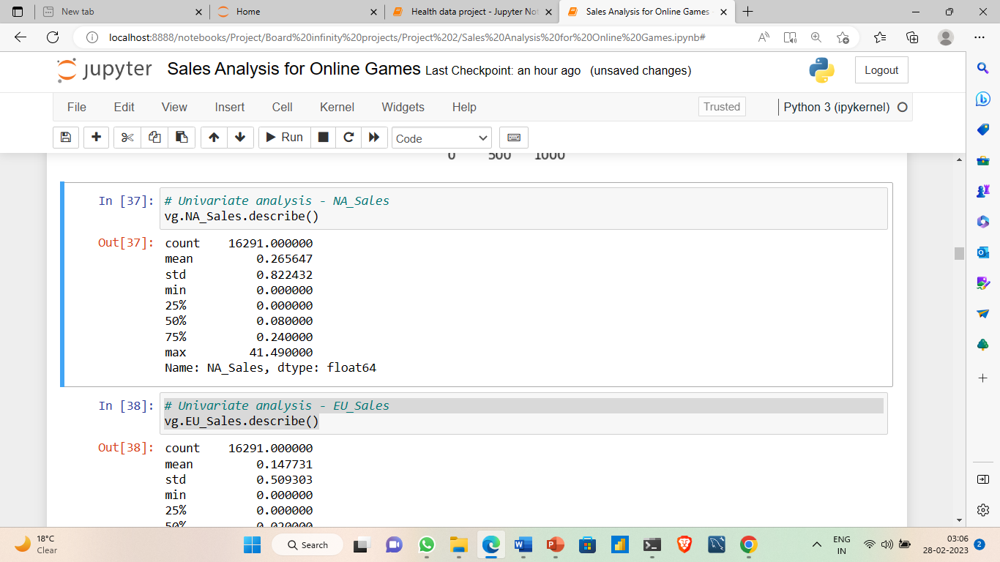 New tab
Home
Health data project - Jupyter Not
Sales Analysis for Online Games -
localhost:8888/notebooks/Project/Board%20infinity%20projects/Project%202/Sales%20Analysis%20for%20Online%20Games.ipynb#
jupyter Sales Analysis for Online Games Last Checkpoint: an hour ago (unsaved changes)
Logout
File Edit View Insert Cell Kernel Widgets Help
Trusted
Python 3 (ipykernel)
Run
Code
0 500 1000
In [37]: # Univariate analysis - NA_Sales
vg.NA_Sales.describe()
Out[37]: count 16291.000000
mean 0.265647
std 0.822432
min 0.000000
25% 0.000000
50% 0.080000
75% 0.240000
max 41.490000
Name: NA_Sales, dtype: float64
In [38]: # Univariate analysis - EU_Sales
vg.EU_Sales.describe()
Out[38]: count 16291.000000
mean 0.147731
std 0.509303
min 0.000000
25% 0.000000
50% 0.020000
18°C
Clear
Search
ENG
IN
03:06
28-02-2023
2